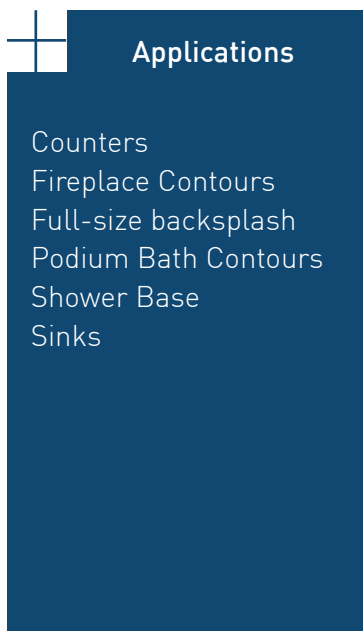 Applications
Counters
Fireplace Contours
Full-size backsplash
Podium Bath Contours
Shower Base
Sinks